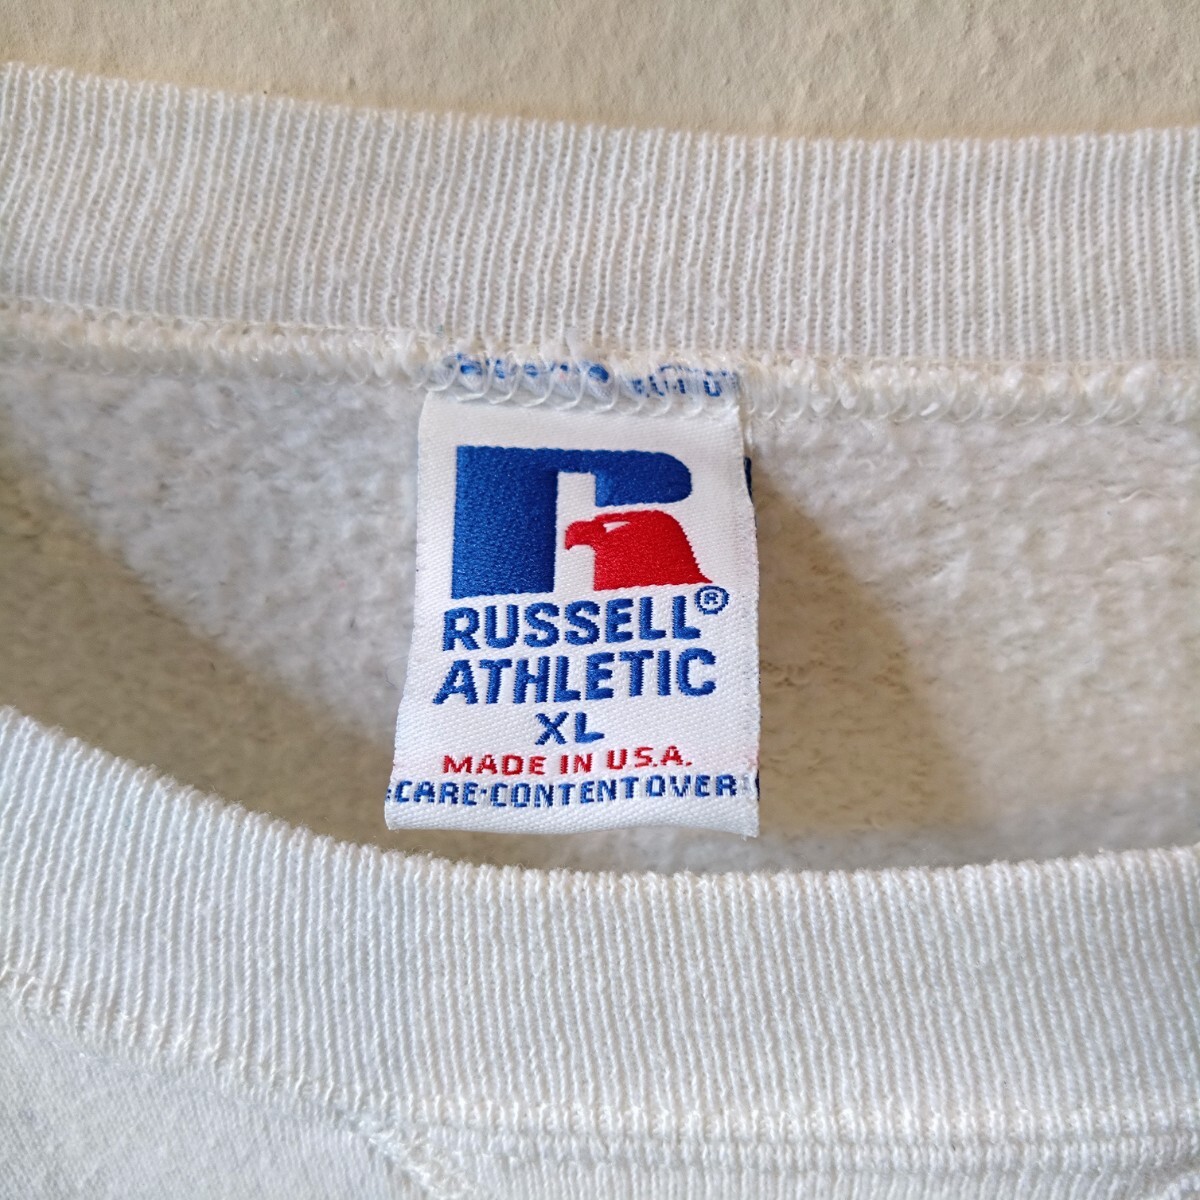 RUSSELL®
ATHLETIC
XL
MADE IN U.S.A.
CARE·CONTENT OVER